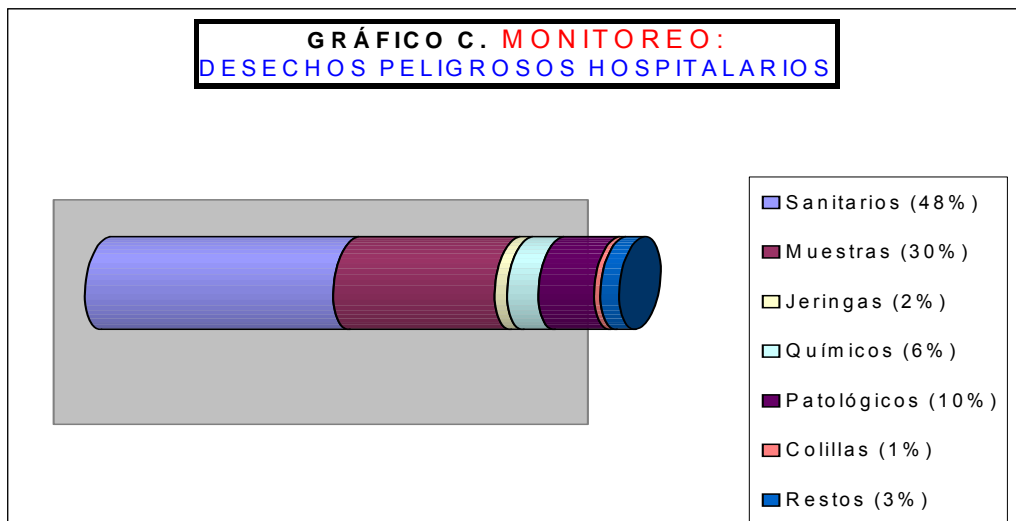 GRÁFICO C. MONITOREO:
DESECHOS PELIGROSOS HOSPITALARIOS
Sanitarios (48%)
Muestras (30%)
Jeringas (2%)
Químicos (6%)
Patológicos (10%)
Colillas (1%)
Restos (3%)